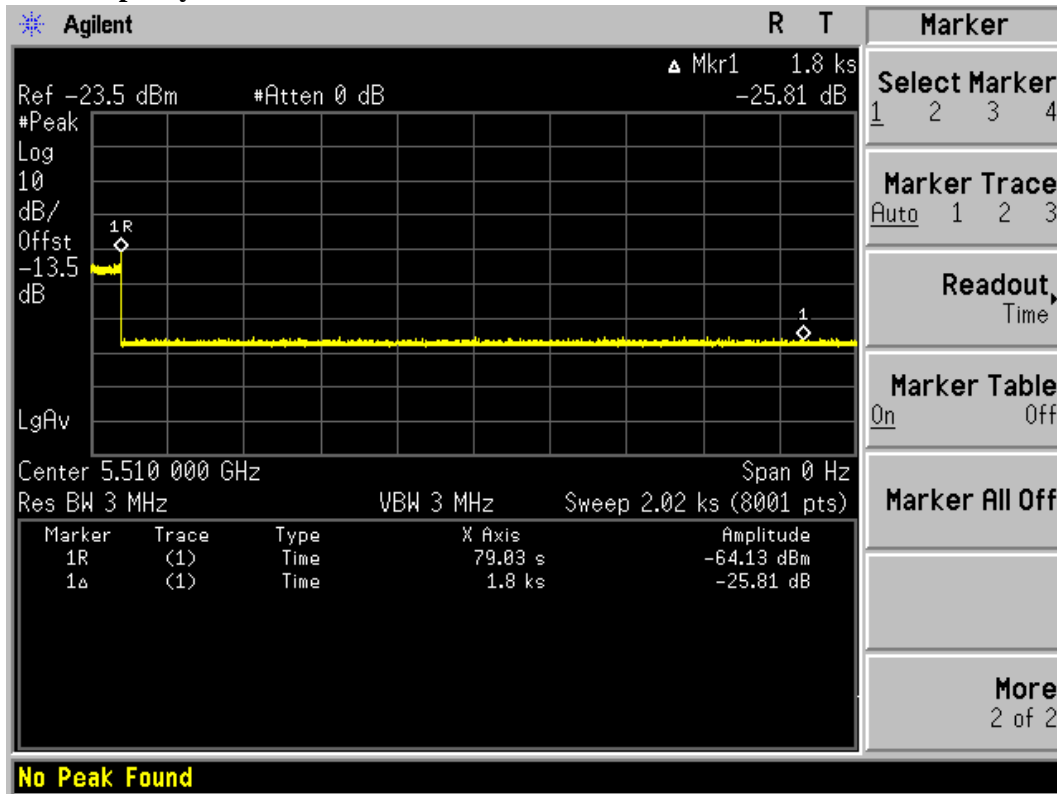 Agilent
R T
Marker
Δ Mkr1 1.8 ks
Ref -23.5 dBm #Atten 0 dB -25.81 dB
#Peak
Log
10
dB/
Offst
-13.5
dB
1R
1
LgAv
Center 5.510 000 GHz Span 0 Hz
Res BW 3 MHz VBW 3 MHz Sweep 2.02 ks (8001 pts)
Marker Trace Type X Axis Amplitude
1R (1) Time 79.03 s -64.13 dBm
1Δ (1) Time 1.8 ks -25.81 dB
No Peak Found
Select Marker
1 2 3 4
Marker Trace
Auto 1 2 3
Readout
Time
Marker Table
On Off
Marker All Off
More
2 of 2